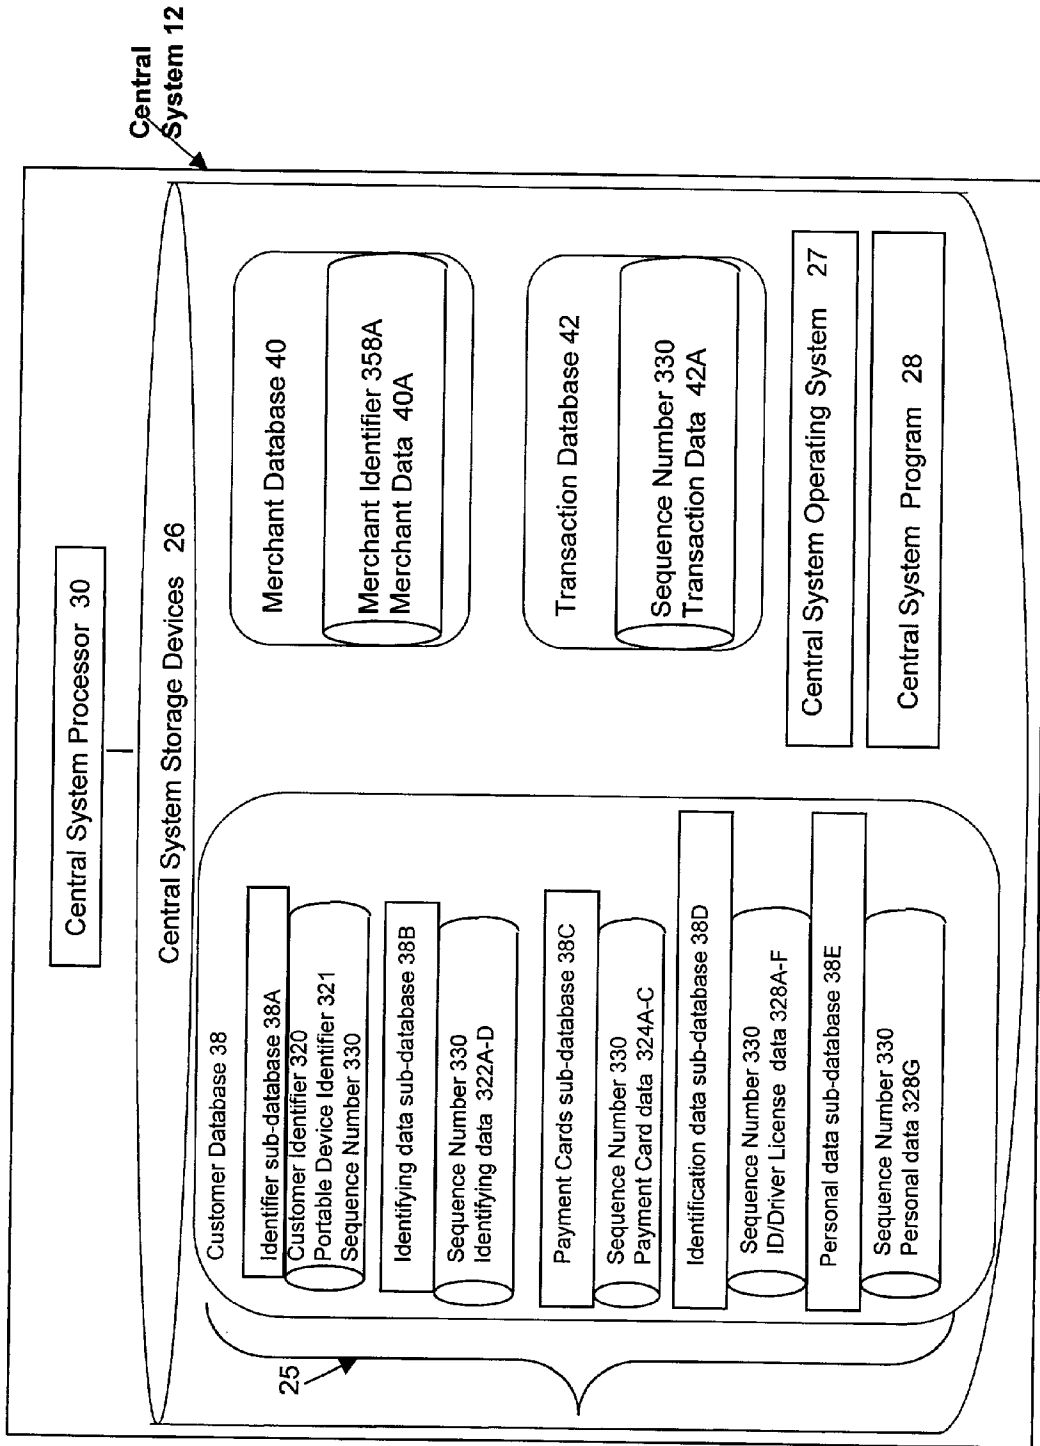 Central
System 12
Central System Processor 30
Central System Storage Devices 26
Customer Database 38
Identifier sub-database 38A
Customer Identifier 320
Portable Device Identifier 321
Sequence Number 330
Identifying data sub-database 38B
Sequence Number 330
Identifying data 322A-D
Payment Cards sub-database 38C
Sequence Number 330
Payment Card data 324A-C
Identification data sub-database 38D
Sequence Number 330
ID/Driver License data 328A-F
Personal data sub-database 38E
Sequence Number 330
Personal data 328G
25
Merchant Database 40
Merchant Identifier 358A
Merchant Data 40A
Transaction Database 42
Sequence Number 330
Transaction Data 42A
Central System Operating System 27
Central System Program 28